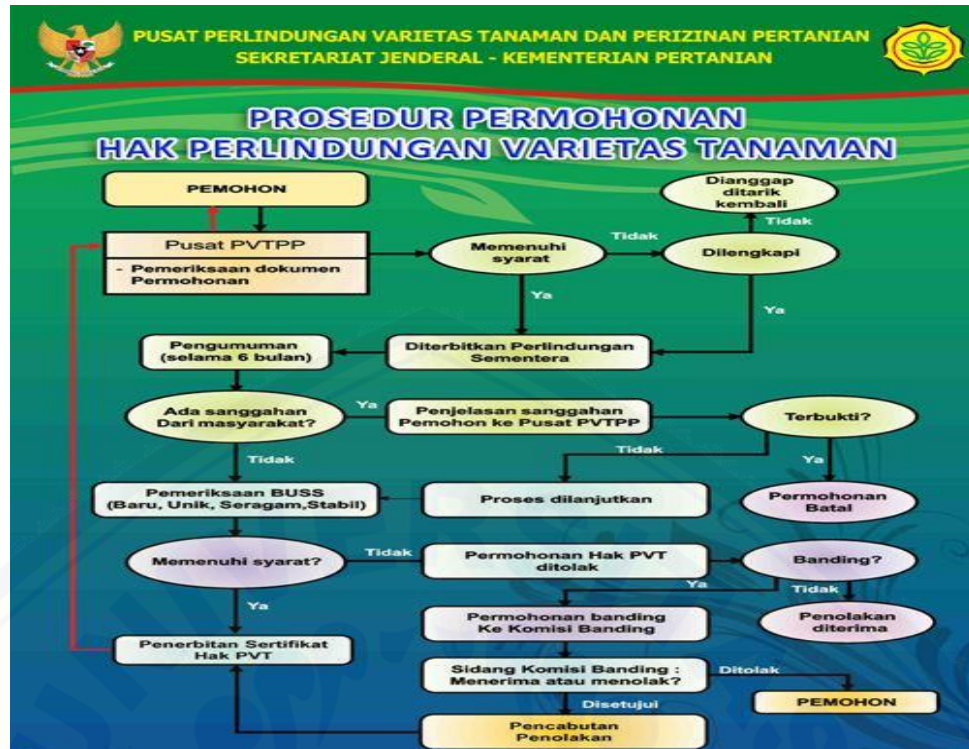 PUSAT PERLINDUNGAN VARIETAS TANAMAN DAN PERIZINAN PERTANIAN
SEKRETARIAT JENDERAL - KEMENTERIAN PERTANIAN
PROSEDUR PERMOHONAN
HAK PERLINDUNGAN VARIETAS TANAMAN
PEMOHON
Dianggap
ditarik
kembali
Pusat PVTPP
- Pemeriksaan dokumen
Permohonan
Memenuhi
syarat
Tidak
Dilengkapi
Tidak
Ya
Ya
Pengumuman
(selama 6 bulan)
Diterbitkan Perlindungan
Sementera
Ada sanggahan
Dari masyarakat?
Ya
Penjelasan sanggahan
Pemohon ke Pusat PVTPP
Terbukti?
Tidak
Tidak
Ya
Pemeriksaan BUSS
(Baru, Unik, Seragam,Stabil)
Proses dilanjutkan
Permohonan
Batal
Memenuhi syarat?
Tidak
Permohonan Hak PVT
ditolak
Banding?
Ya
Ya
Tidak
Permohonan banding
Ke Komisi Banding
Penolakan
diterima
Penerbitan Sertifikat
Hak PVT
Sidang Komisi Banding :
Menerima atau menolak?
Ditolak
Disetujui
PEMOHON
Pencabutan
Penolakan